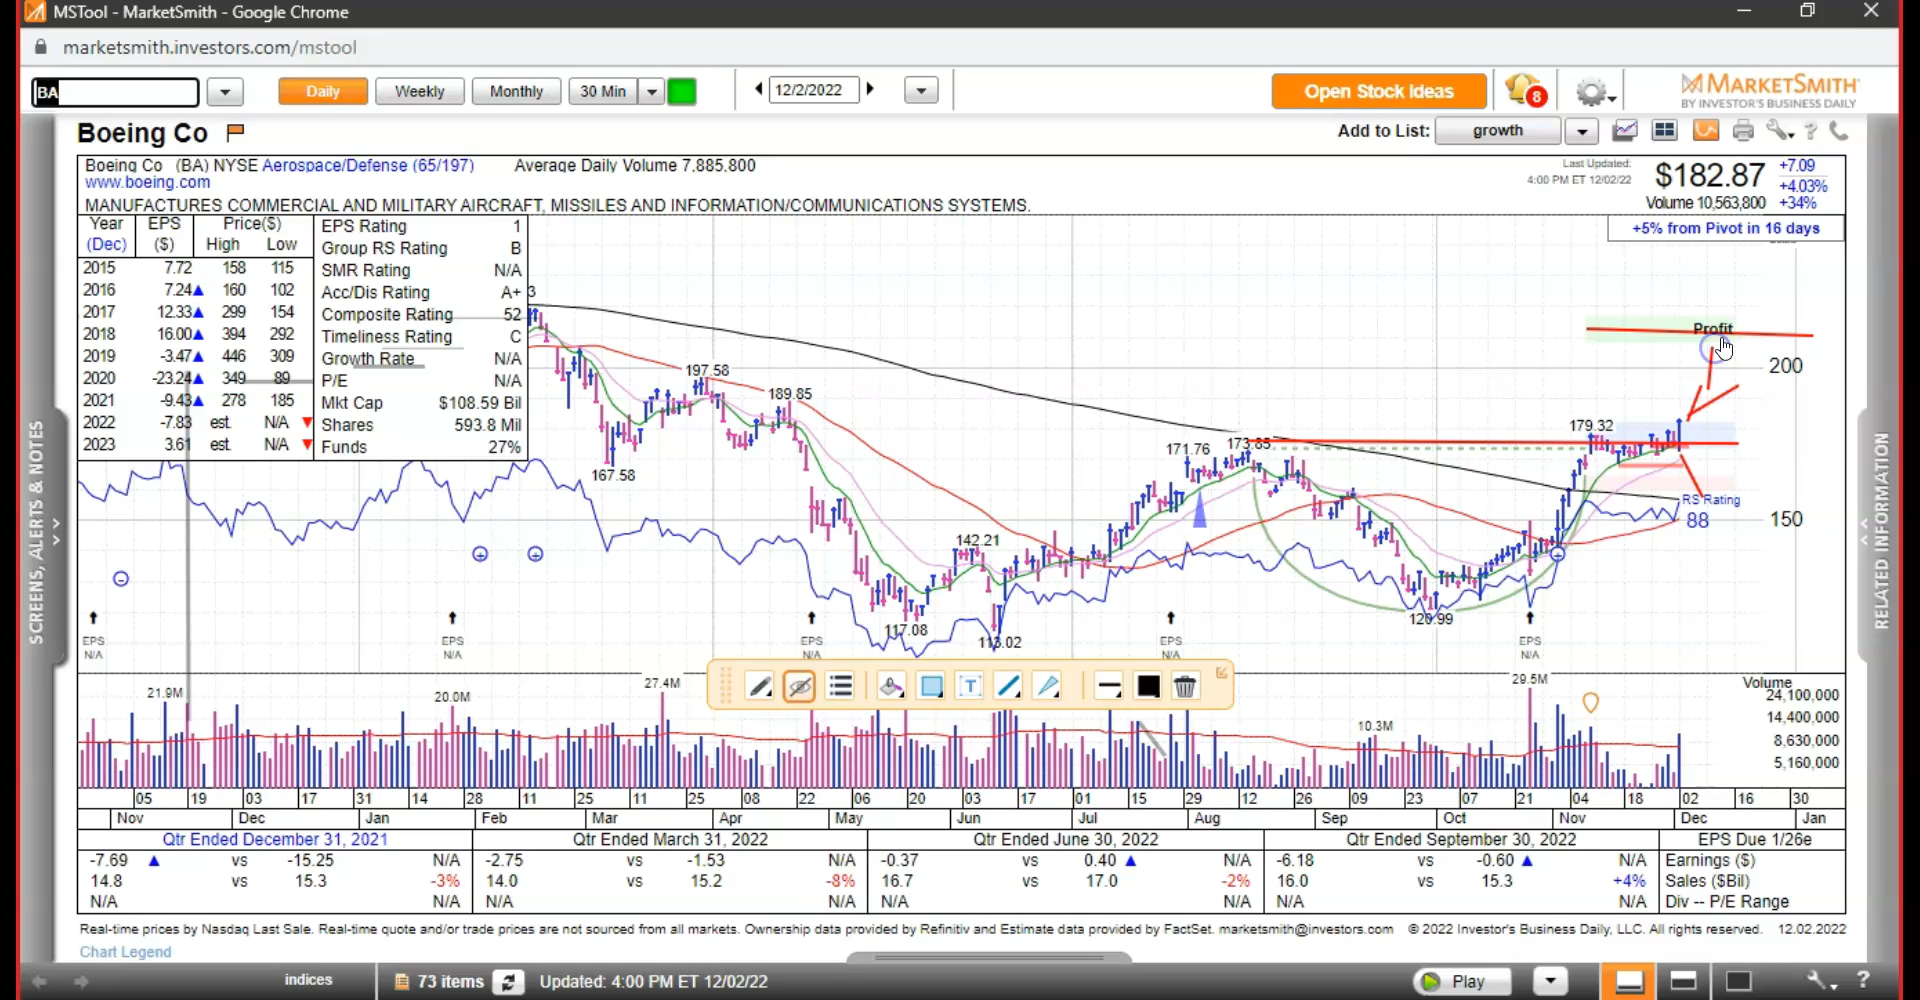 MSTool - MarketSmith - Google Chrome
marketsmith.investors.com/mstool
BA Daily Weekly Monthly 30 Min 12/2/2022 Open Stock Ideas 8 MARKETSMITH
BY INVESTOR'S BUSINESS DAILY
Boeing Co Add to List: growth
Boeing Co (BA) NYSE Aerospace/Defense (65/197) Average Daily Volume 7,885,800
www.boeing.com
MANUFACTURES COMMERCIAL AND MILITARY AIRCRAFT, MISSILES AND INFORMATION/COMMUNICATIONS SYSTEMS.
Last Updated:
4:00 PM ET 12/02/22
$182.87 +7.09
+4.03%
Volume 10,563,800 +34%
+5% from Pivot in 16 days
Year EPS Price($)
(Dec) ($) High Low
2015 7.72 158 115
2016 7.24 160 102
2017 12.33 299 154
2018 16.00 394 292
2019 -3.47 446 309
2020 -23.24 349 89
2021 -9.43 278 185
2022 -7.83 est. N/A
2023 3.61 est. N/A
EPS Rating 1
Group RS Rating B
SMR Rating N/A
Acc/Dis Rating A+
Composite Rating 52
Timeliness Rating C
Growth Rate N/A
P/E N/A
Mkt Cap $108.59 Bil
Shares 593.8 Mil
Funds 27%
3
Profit
200
197.58
189.85
179.32
171.76 173.85
167.58
RS Rating
88
150
142.21
117.08
113.02
120.99
EPS EPS EPS EPS EPS
N/A N/A N/A N/A N/A
SCREENS, ALERTS & NOTES
RELATED INFORMATION
T
21.9M 20.0M 27.4M 10.3M 29.5M
Volume
24,100,000
14,400,000
8,630,000
5,160,000
05 19 03 17 31 14 28 11 25 11 25 08 22 06 20 03 17 01 15 29 12 26 09 23 07 21 04 18 02 16 30
Nov Dec Jan Feb Mar Apr May Jun Jul Aug Sep Oct Nov Dec Jan
Qtr Ended December 31, 2021 Qtr Ended March 31, 2022 Qtr Ended June 30, 2022 Qtr Ended September 30, 2022 EPS Due 1/26e
-7.69 vs -15.25 N/A -2.75 vs -1.53 N/A -0.37 vs 0.40 N/A -6.18 vs -0.60 N/A Earnings ($)
14.8 vs 15.3 -3% 14.0 vs 15.2 -8% 16.7 vs 17.0 -2% 16.0 vs 15.3 +4% Sales ($Bil)
N/A N/A N/A N/A N/A N/A N/A N/A Div -- P/E Range
Real-time prices by Nasdaq Last Sale. Real-time quote and/or trade prices are not sourced from all markets. Ownership data provided by Refinitiv and Estimate data provided by FactSet. marketsmith@investors.com © 2022 Investor's Business Daily, LLC. All rights reserved. 12.02.2022
Chart Legend
indices 73 items Updated: 4:00 PM ET 12/02/22 Play ?